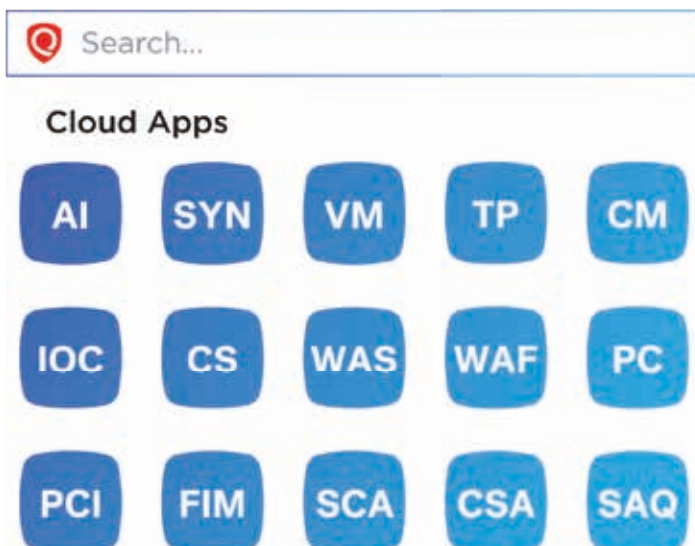 Search...
Cloud Apps
AI SYN VM TP CM
IOC CS WAS WAF PC
PCI FIM SCA CSA SAQ